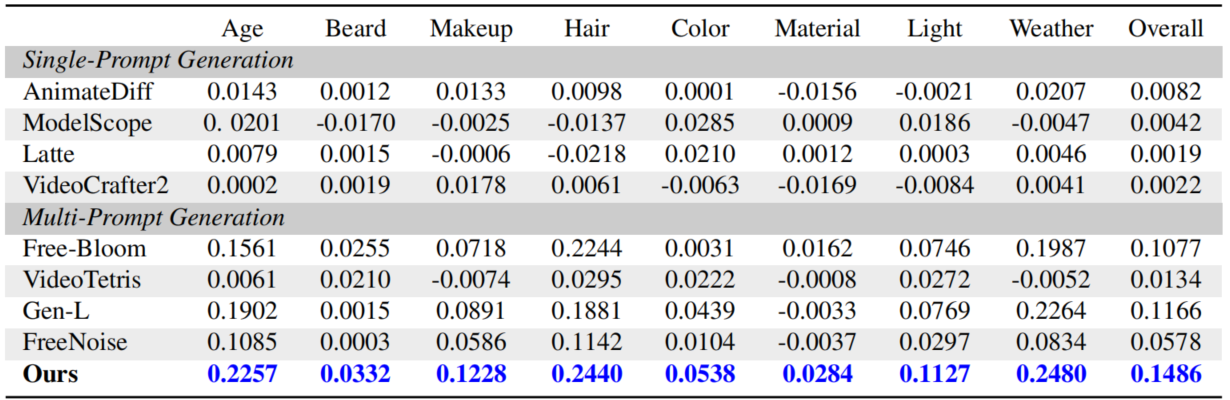 Age Beard Makeup Hair Color Material Light Weather Overall
Single-Prompt Generation
AnimateDiff 0.0143 0.0012 0.0133 0.0098 0.0001 -0.0156 -0.0021 0.0207 0.0082
ModelScope 0. 0201 -0.0170 -0.0025 -0.0137 0.0285 0.0009 0.0186 -0.0047 0.0042
Latte 0.0079 0.0015 -0.0006 -0.0218 0.0210 0.0012 0.0003 0.0046 0.0019
VideoCrafter2 0.0002 0.0019 0.0178 0.0061 -0.0063 -0.0169 -0.0084 0.0041 0.0022
Multi-Prompt Generation
Free-Bloom 0.1561 0.0255 0.0718 0.2244 0.0031 0.0162 0.0746 0.1987 0.1077
VideoTetris 0.0061 0.0210 -0.0074 0.0295 0.0222 -0.0008 0.0272 -0.0052 0.0134
Gen-L 0.1902 0.0015 0.0891 0.1881 0.0439 -0.0033 0.0769 0.2264 0.1166
FreeNoise 0.1085 0.0003 0.0586 0.1142 0.0104 -0.0037 0.0297 0.0834 0.0578
Ours 0.2257 0.0332 0.1228 0.2440 0.0538 0.0284 0.1127 0.2480 0.1486